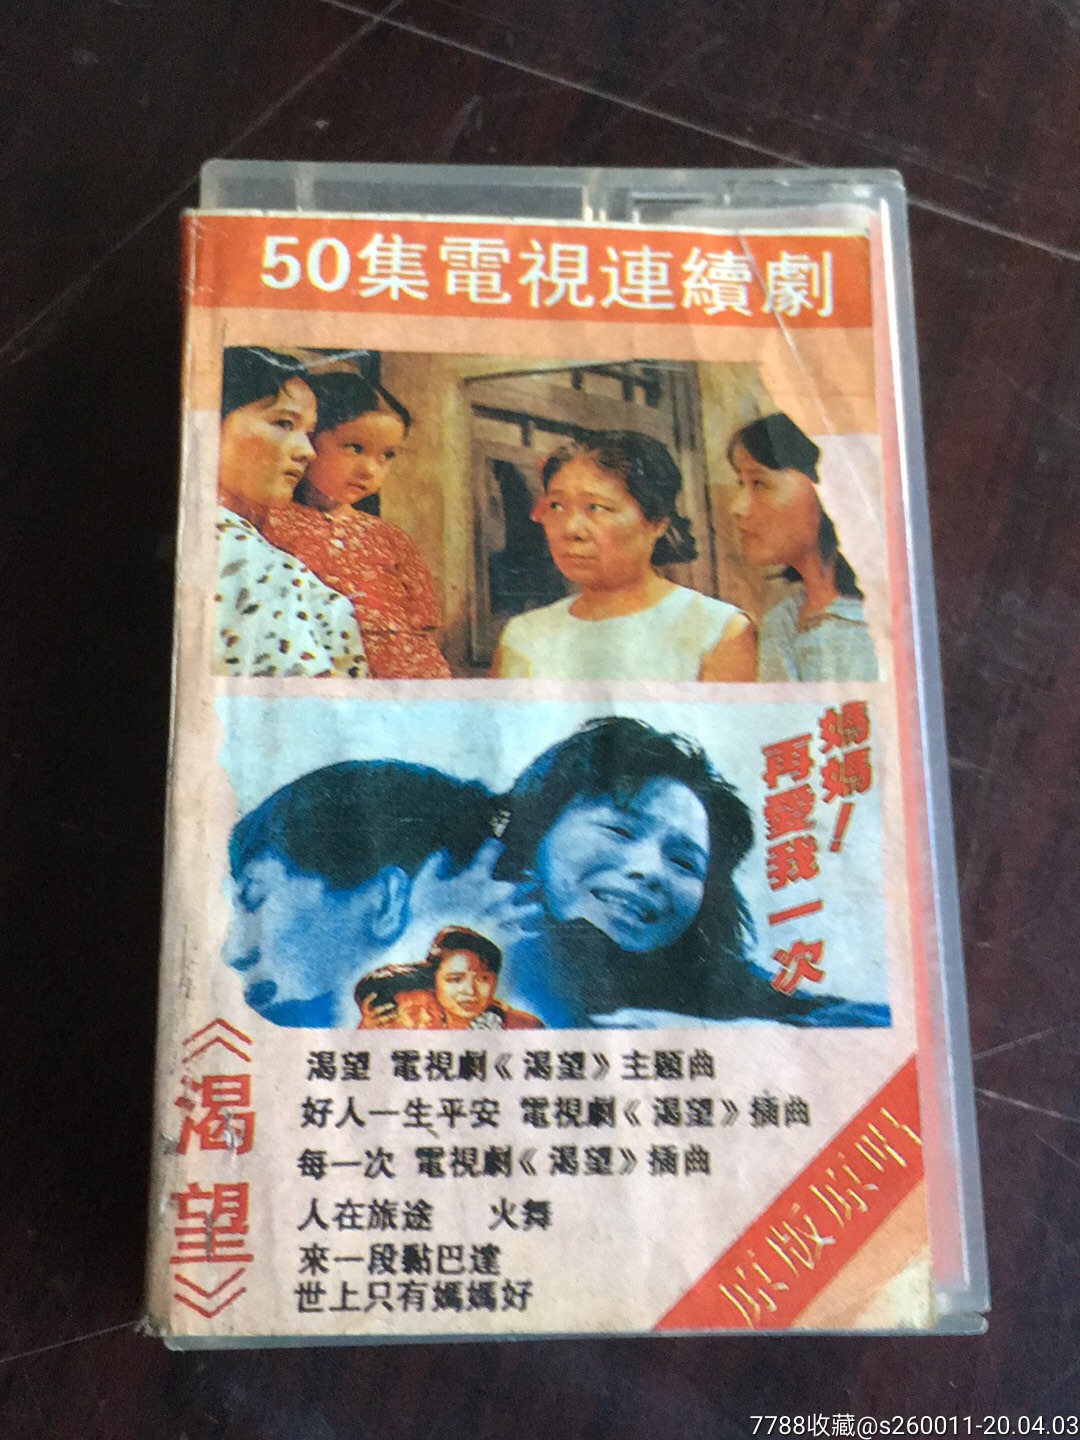 50集電視連續劇
媽媽!
再愛我一次
《渴望》
渴望 電視劇《渴望》主題曲
好人一生平安 電視劇《渴望》插曲
每一次 電視劇《渴望》插曲
人在旅途 火舞
來一段黏巴達
世上只有媽媽好
原版原唱
7788收藏@s260011-20.04.03